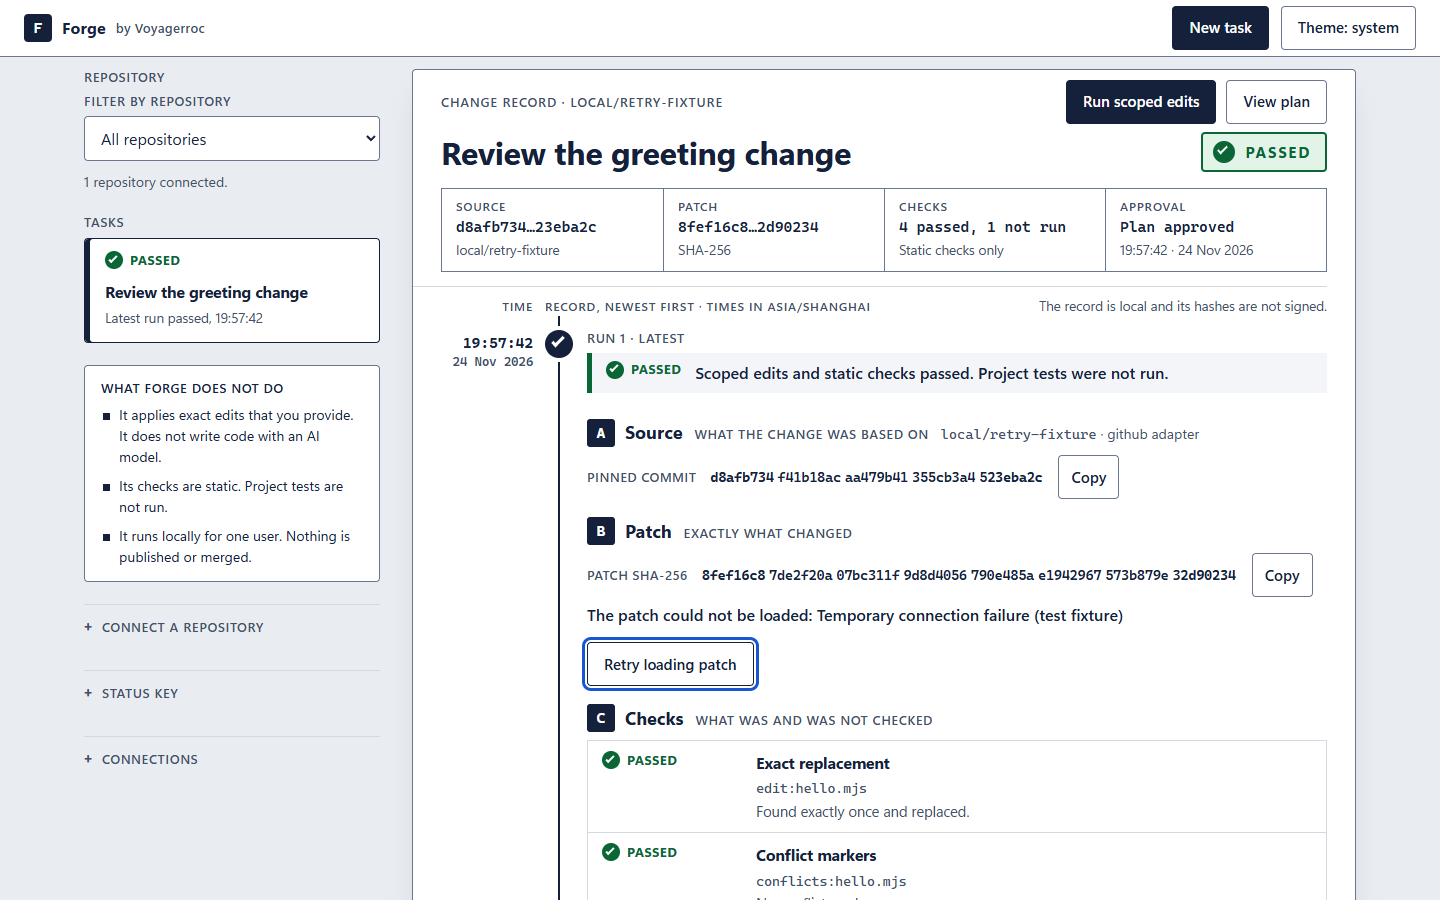 F Forge by Voyagerroc
New task
Theme: system
REPOSITORY
FILTER BY REPOSITORY
All repositories
1 repository connected.
TASKS
PASSED
Review the greeting change
Latest run passed, 19:57:42
WHAT FORGE DOES NOT DO
It applies exact edits that you provide.
It does not write code with an AI
model.
Its checks are static. Project tests are
not run.
It runs locally for one user. Nothing is
published or merged.
+ CONNECT A REPOSITORY
+ STATUS KEY
+ CONNECTIONS
CHANGE RECORD · LOCAL/RETRY-FIXTURE
Run scoped edits
View plan
Review the greeting change
PASSED
SOURCE
d8afb734…23eba2c
local/retry-fixture
PATCH
8fef16c8…2d90234
SHA-256
CHECKS
4 passed, 1 not run
Static checks only
APPROVAL
Plan approved
19:57:42 · 24 Nov 2026
TIME RECORD, NEWEST FIRST · TIMES IN ASIA/SHANGHAI
The record is local and its hashes are not signed.
19:57:42
24 Nov 2026
RUN 1 · LATEST
PASSED Scoped edits and static checks passed. Project tests were not run.
A Source WHAT THE CHANGE WAS BASED ON local/retry-fixture · github adapter
PINNED COMMIT d8afb734 f41b18ac aa479b41 355cb3a4 523eba2c Copy
B Patch EXACTLY WHAT CHANGED
PATCH SHA-256 8fef16c8 7de2f20a 07bc311f 9d8d4056 790e485a e1942967 573b879e 32d90234 Copy
The patch could not be loaded: Temporary connection failure (test fixture)
Retry loading patch
C Checks WHAT WAS AND WAS NOT CHECKED
PASSED
Exact replacement
edit:hello.mjs
Found exactly once and replaced.
PASSED
Conflict markers
conflicts:hello.mjs